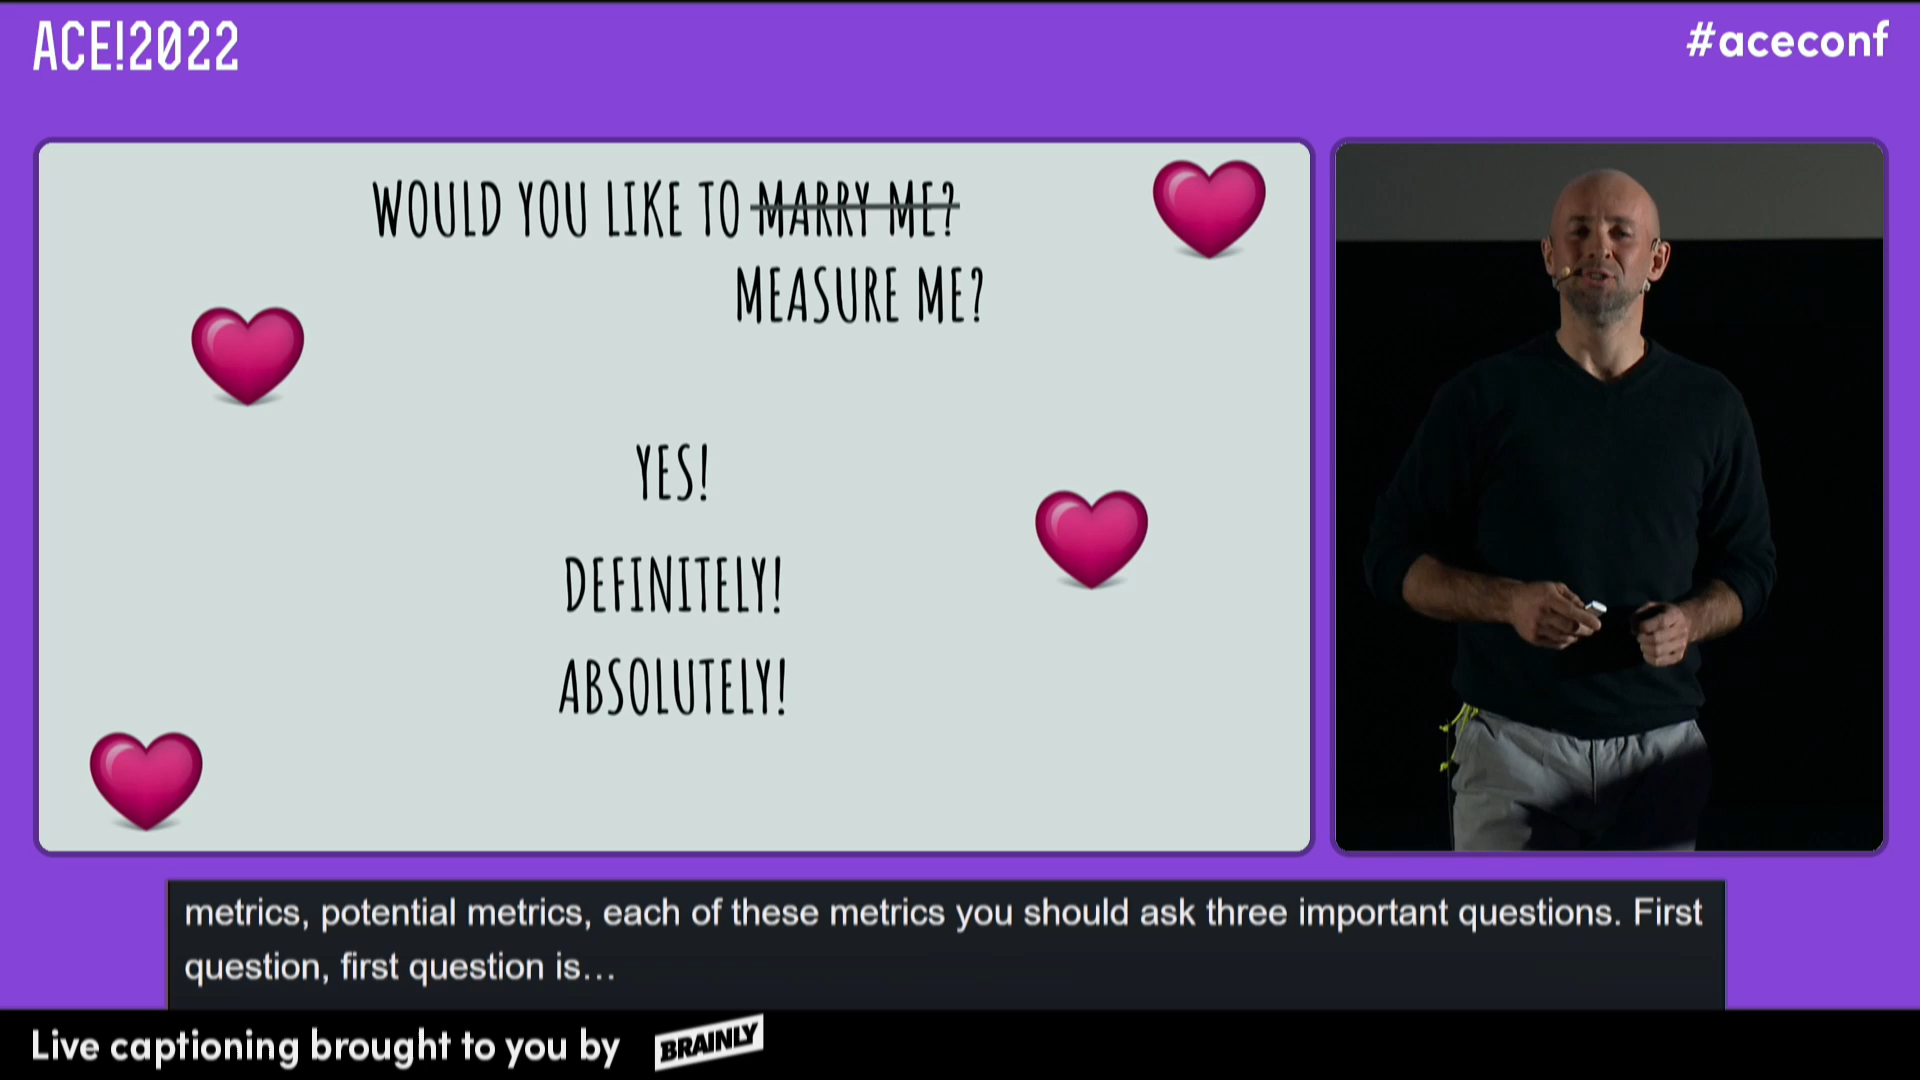 ACE!2022
#aceconf
WOULD YOU LIKE TO MARRY ME?
MEASURE ME?
YES!
DEFINITELY!
ABSOLUTELY!
metrics, potential metrics, each of these metrics you should ask three important questions. First
question, first question is...
Live captioning brought to you by BRAINLY